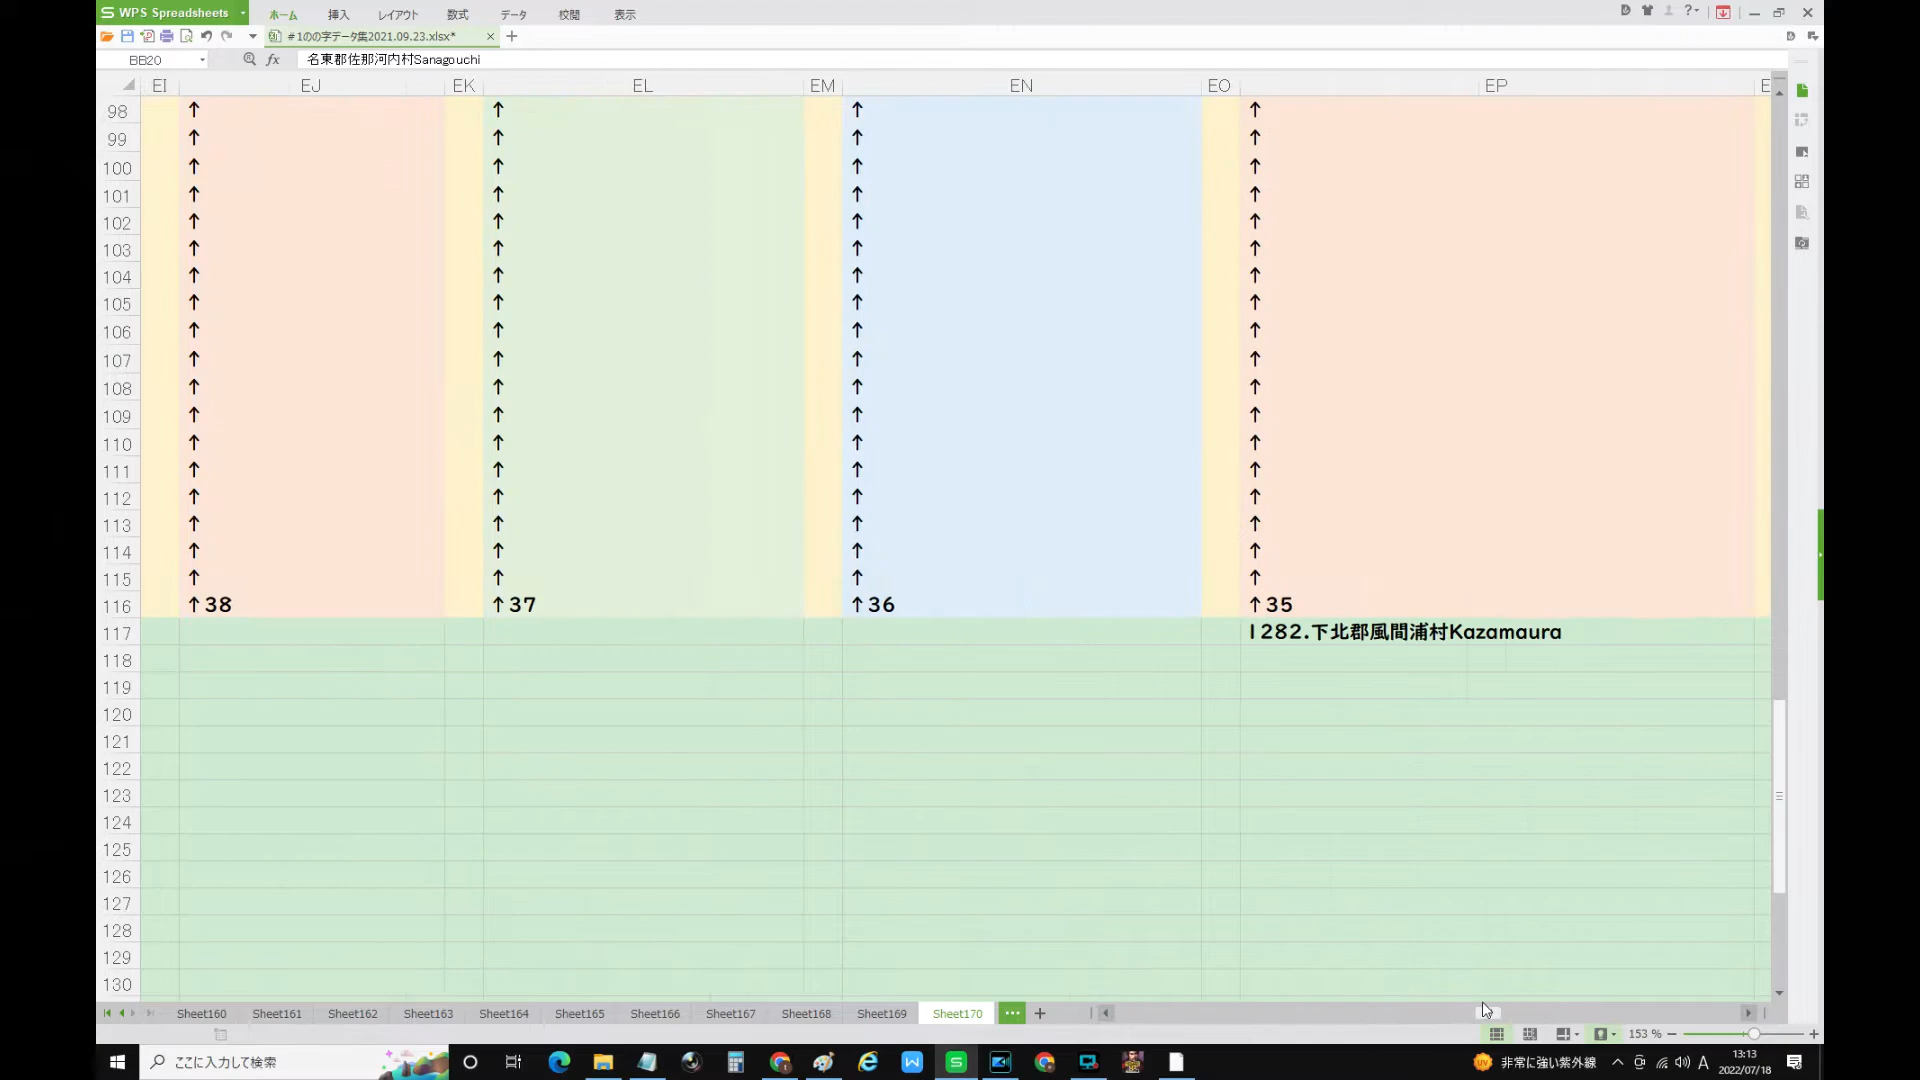 WPS Spreadsheets ホーム 挿入 レイアウト 数式 データ 校閲 表示
#1のの字データ集2021.09.23.xlsx*
BB20 fx 名東郡佐那河内村Sanagouchi
EI EJ EK EL EM EN EO EP E
98 ↑ ↑ ↑ ↑
99 ↑ ↑ ↑ ↑
100 ↑ ↑ ↑ ↑
101 ↑ ↑ ↑ ↑
102 ↑ ↑ ↑ ↑
103 ↑ ↑ ↑ ↑
104 ↑ ↑ ↑ ↑
105 ↑ ↑ ↑ ↑
106 ↑ ↑ ↑ ↑
107 ↑ ↑ ↑ ↑
108 ↑ ↑ ↑ ↑
109 ↑ ↑ ↑ ↑
110 ↑ ↑ ↑ ↑
111 ↑ ↑ ↑ ↑
112 ↑ ↑ ↑ ↑
113 ↑ ↑ ↑ ↑
114 ↑ ↑ ↑ ↑
115 ↑ ↑ ↑ ↑
116 ↑38 ↑37 ↑36 ↑35
117 1282.下北郡風間浦村Kazamaura
118
119
120
121
122
123
124
125
126
127
128
129
130
Sheet160 Sheet161 Sheet162 Sheet163 Sheet164 Sheet165 Sheet166 Sheet167 Sheet168 Sheet169 Sheet170
153 %
ここに入力して検索 非常に強い紫外線 A 13:13
2022/07/18